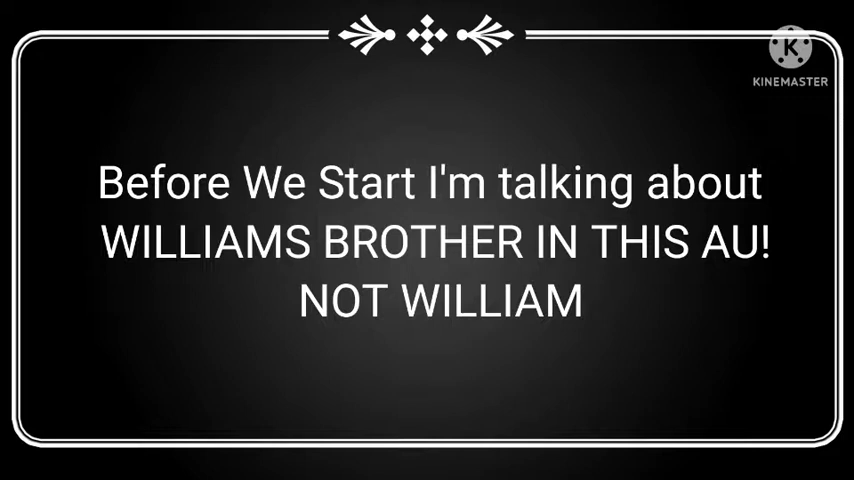 K
KINEMASTER
Before We Start I'm talking about
WILLIAMS BROTHER IN THIS AU!
NOT WILLIAM